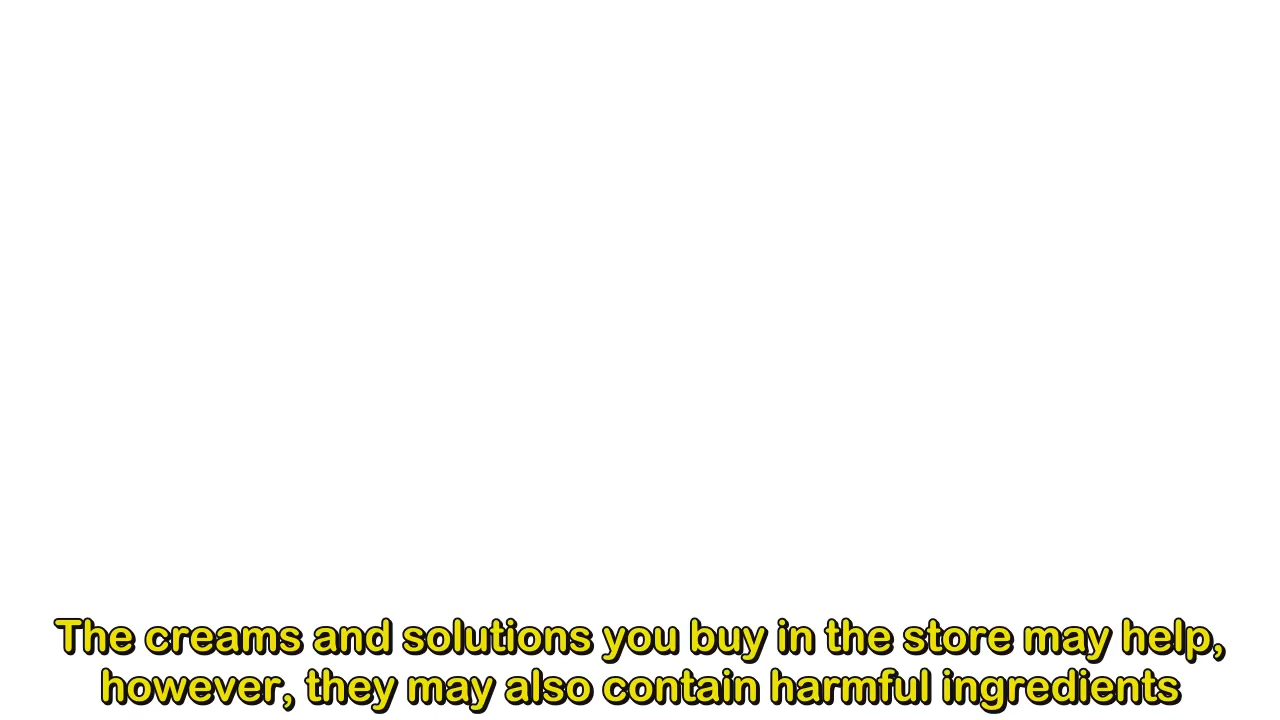 The creams and solutions you buy in the store may help,
however, they may also contain harmful ingredients